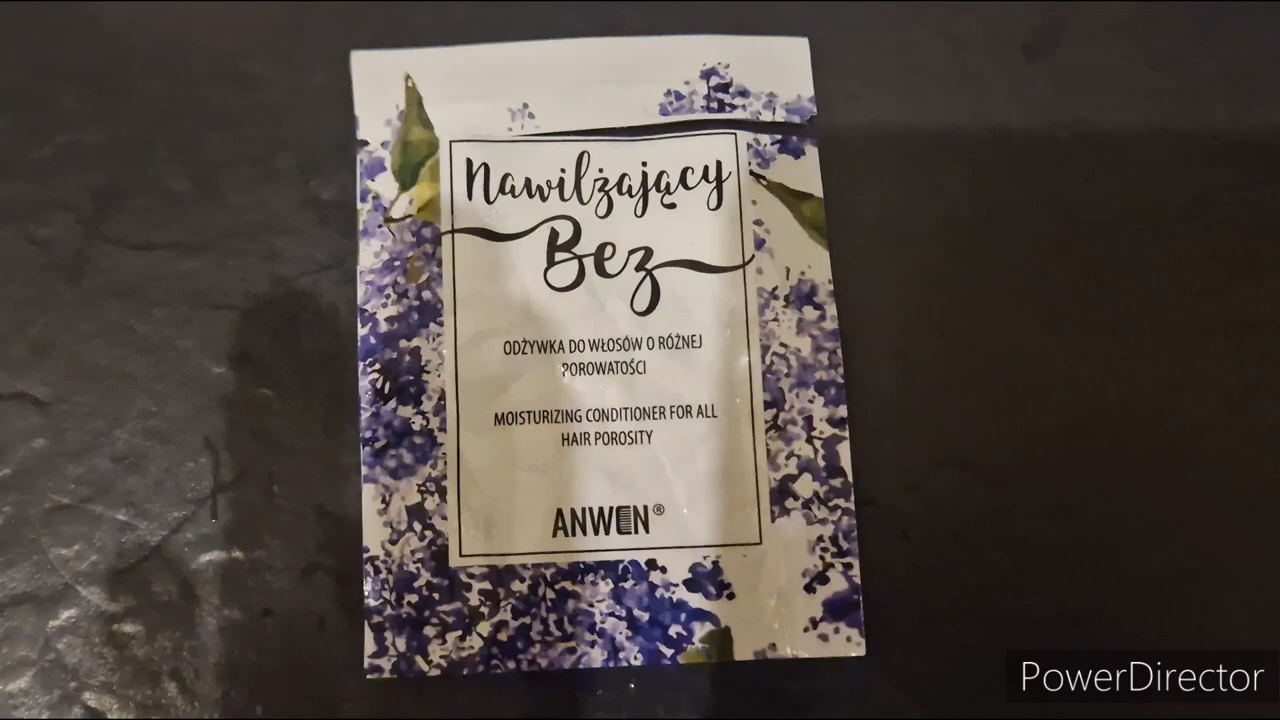 Nawilżający
Bez
ODŻYWKA DO WŁOSÓW O RÓŻNEJ
POROWATOŚCI
MOISTURIZING CONDITIONER FOR ALL
HAIR POROSITY
ANWEN®
PowerDirector